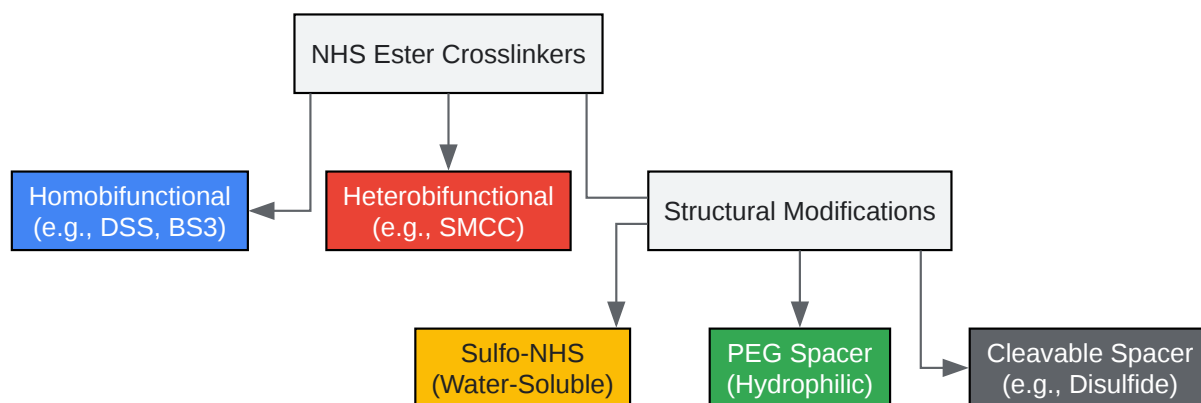 NHS Ester Crosslinkers
Homobifunctional
(e.g., DSS, BS3)
Heterobifunctional
(e.g., SMCC)
Structural Modifications
Sulfo-NHS
(Water-Soluble)
PEG Spacer
(Hydrophilic)
Cleavable Spacer
(e.g., Disulfide)